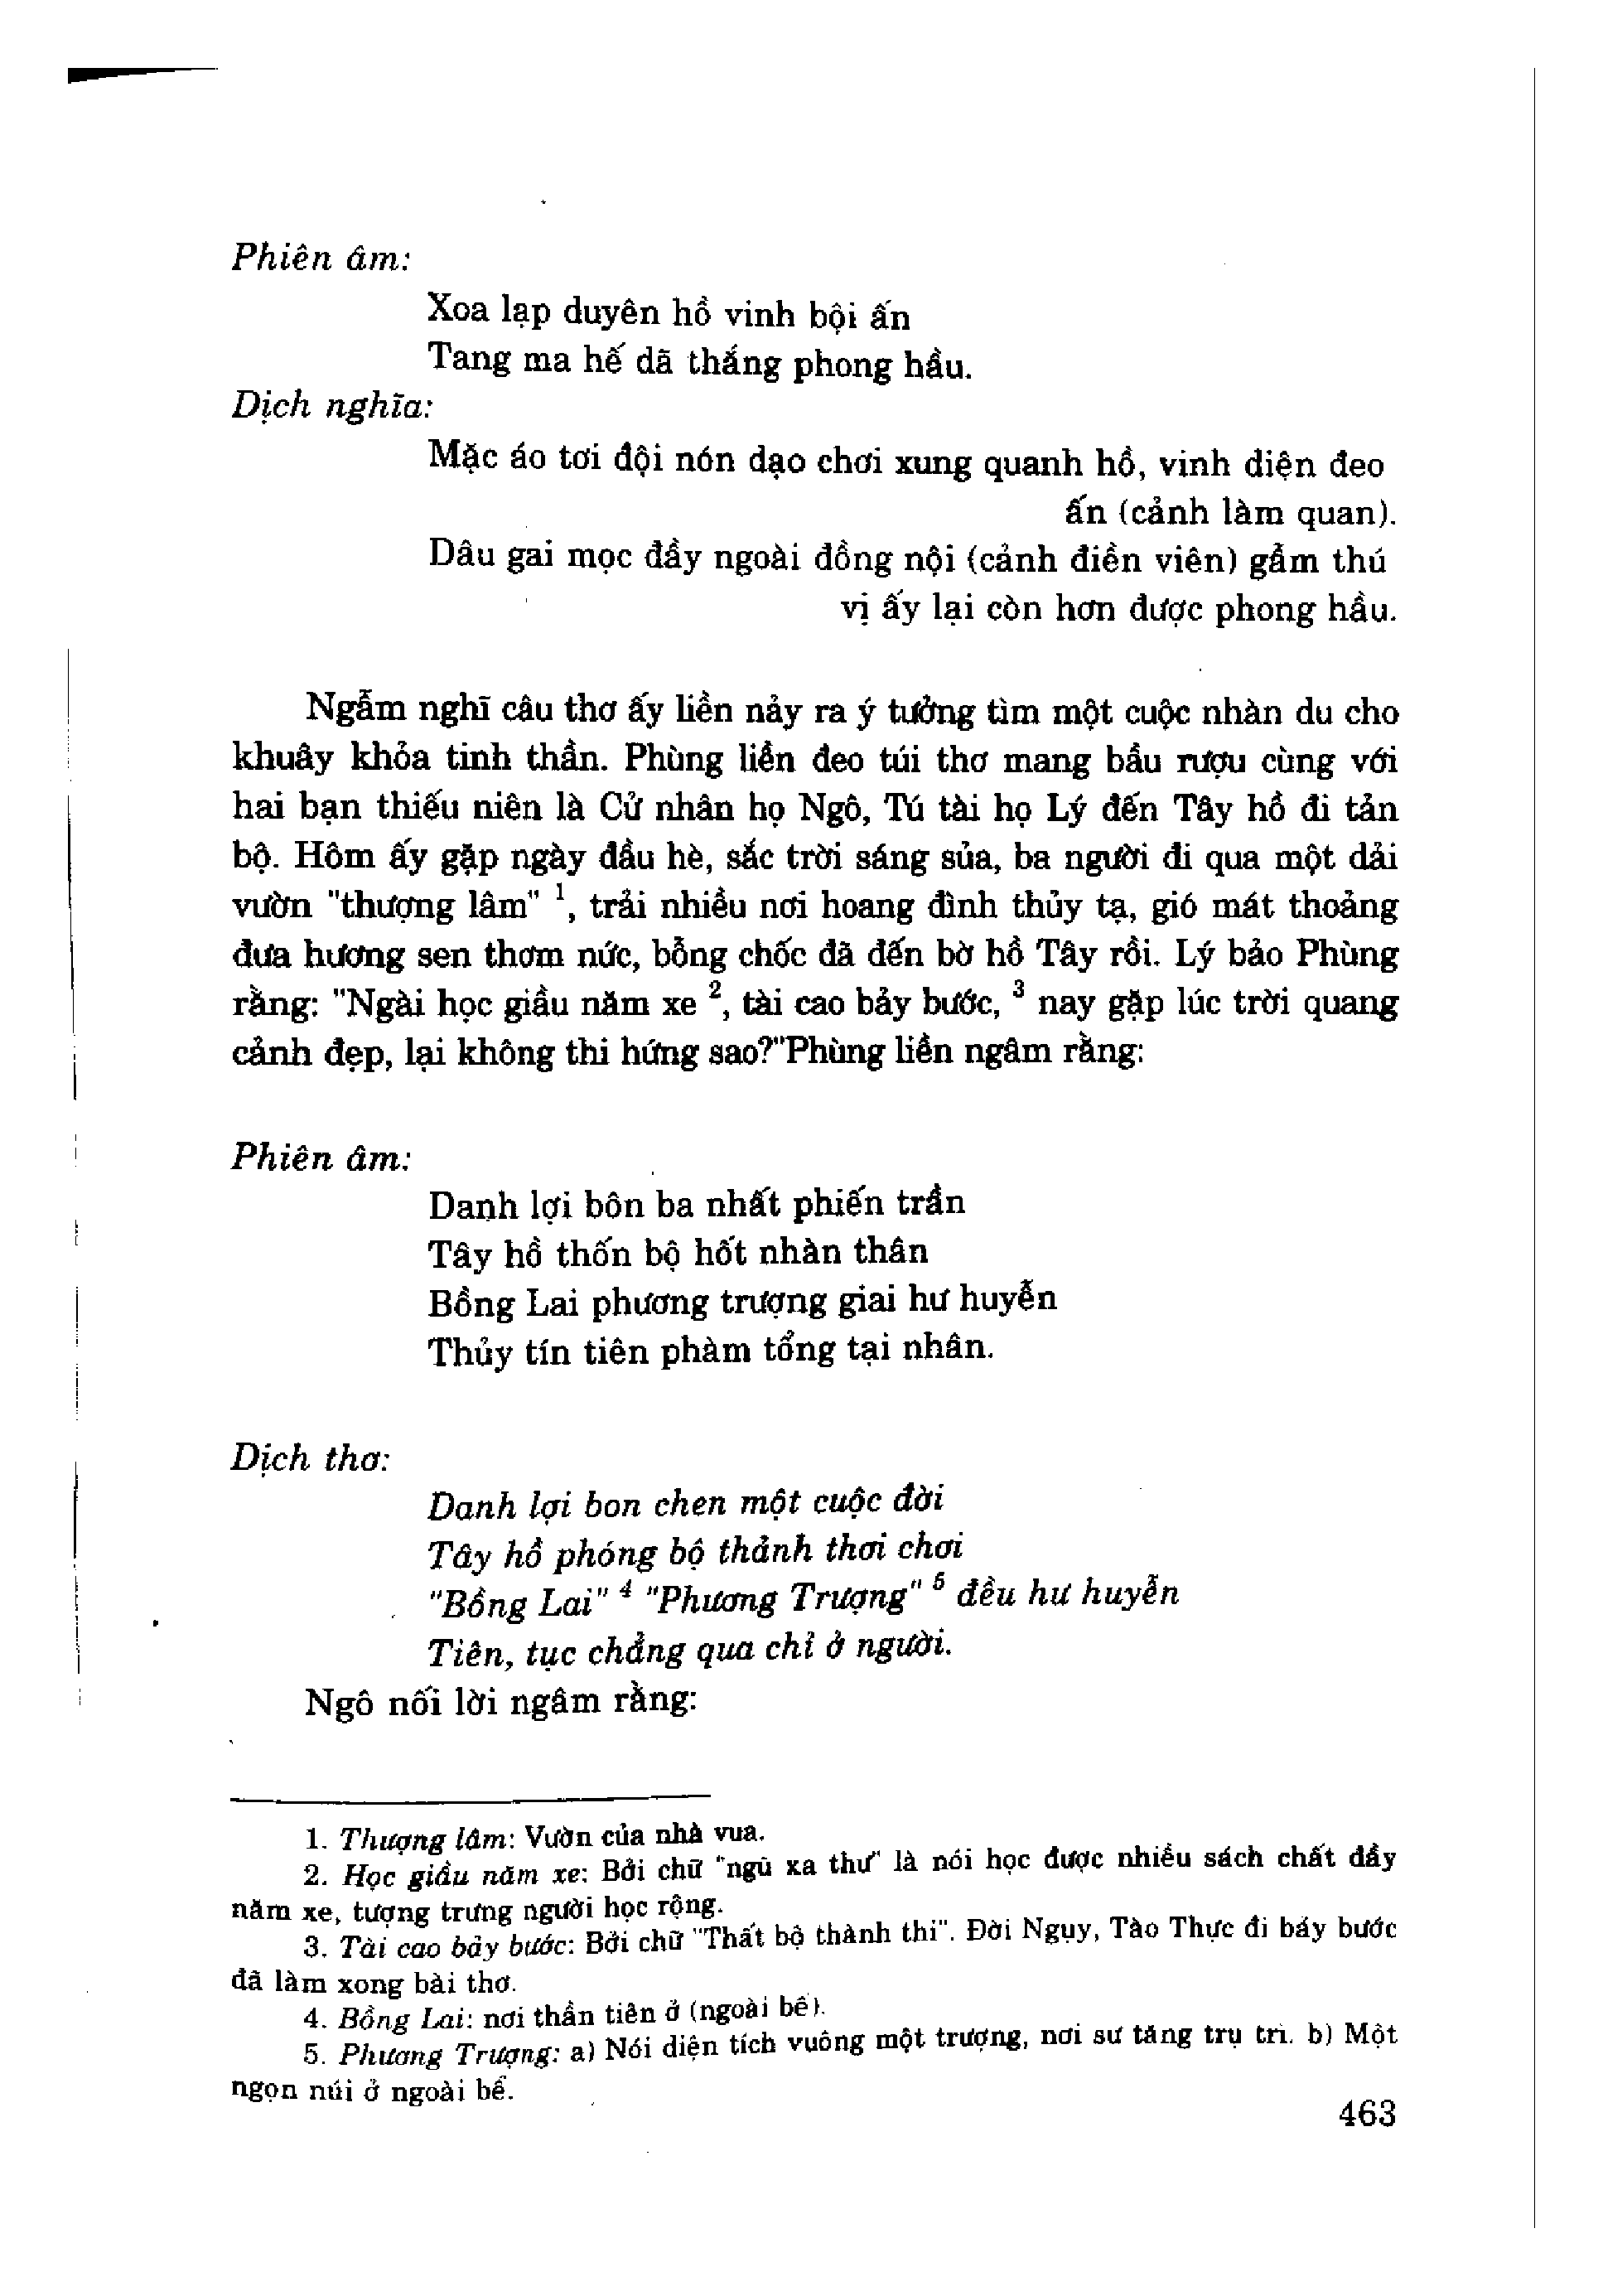 Phiên âm:
Xoa lạp duyên hồ vinh bội ấn
Tang ma hế dã thắng phong hầu.
Dịch nghĩa:
Mặc áo tơi đội nón dạo chơi xung quanh hồ, vinh diện đeo
ấn (cảnh làm quan).
Dâu gai mọc đầy ngoài đồng nội (cảnh điền viên) gẫm thú
vị ấy lại còn hơn được phong hầu.
Ngẫm nghĩ câu thơ ấy liền nảy ra ý tưởng tìm một cuộc nhàn du cho
khuây khỏa tinh thần. Phùng liền đeo túi thơ mang bầu rượu cùng với
hai bạn thiếu niên là Cử nhân họ Ngô, Tú tài họ Lý đến Tây hồ đi tản
bộ. Hôm ấy gặp ngày đầu hè, sắc trời sáng sủa, ba người đi qua một dải
vườn "thượng lâm" 1, trải nhiều nơi hoang đình thủy tạ, gió mát thoảng
đưa hương sen thơm nức, bỗng chốc đã đến bờ hồ Tây rồi. Lý bảo Phùng
rằng: "Ngài học giầu năm xe 2, tài cao bảy bước, 3 nay gặp lúc trời quang
cảnh đẹp, lại không thi hứng sao?"Phùng liền ngâm rằng:
Phiên âm:
Danh lợi bôn ba nhất phiến trần
Tây hồ thốn bộ hốt nhàn thân
Bồng Lai phương trượng giai hư huyễn
Thủy tín tiên phàm tổng tại nhân.
Dịch thơ:
Danh lợi bon chen một cuộc đời
Tây hồ phóng bộ thảnh thơi chơi
"Bồng Lai" 4 "Phương Trượng" 5 đều hư huyễn
Tiên, tục chẳng qua chỉ ở người.
Ngô nối lời ngâm rằng:
1. Thượng lâm: Vườn của nhà vua.
2. Học giầu năm xe: Bởi chữ "ngũ xa thư" là nói học được nhiều sách chất đầy
năm xe, tượng trưng người học rộng.
3. Tài cao bảy bước: Bởi chữ "Thất bộ thành thi". Đời Ngụy, Tào Thực đi bảy bước
đã làm xong bài thơ.
4. Bồng Lai: nơi thần tiên ở (ngoài bể).
5. Phương Trượng: a) Nói diện tích vuông một trượng, nơi sư tăng trụ trì. b) Một
ngọn núi ở ngoài bể.
463